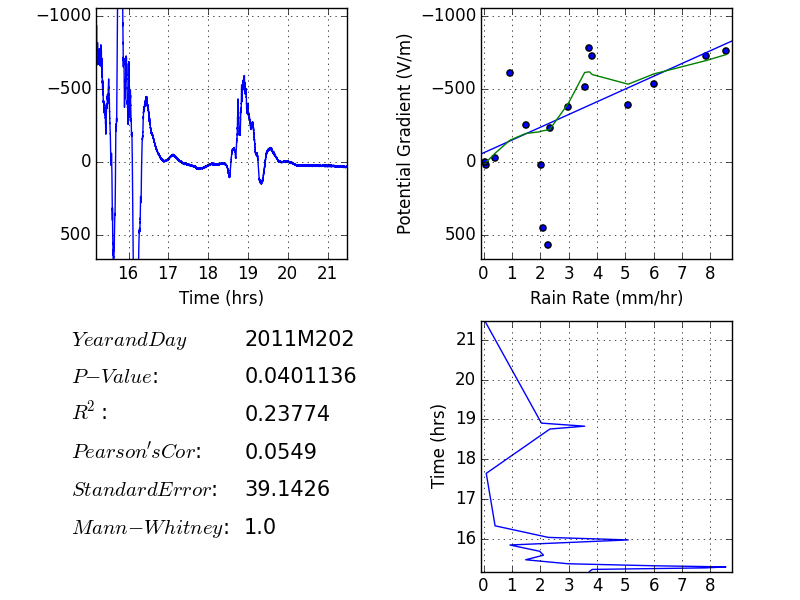 −1000
−500
0
500
16 17 18 19 20 21
Time (hrs)
−1000
−500
0
500
Potential Gradient (V/m)
0 1 2 3 4 5 6 7 8
Rain Rate (mm/hr)
YearandDay 2011M202
P−Value: 0.0401136
R²: 0.23774
Pearson'sCor: 0.0549
StandardError: 39.1426
Mann−Whitney: 1.0
21
20
19
18
17
16
Time (hrs)
0 1 2 3 4 5 6 7 8